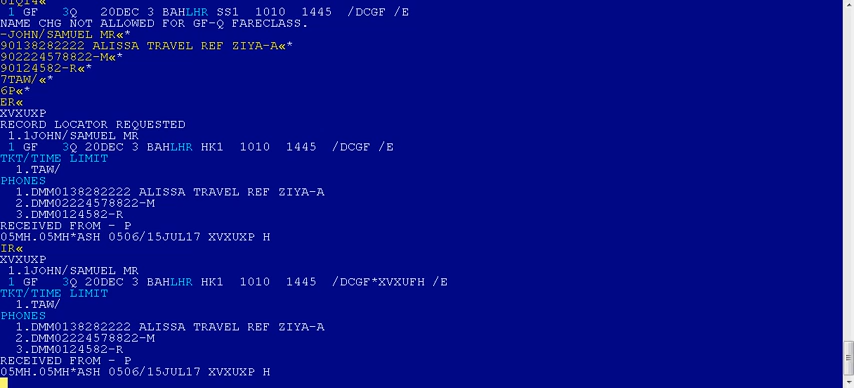 01Q14«
1 GF 3Q 20DEC 3 BAHLHR SS1 1010 1445 /DCGF /E
NAME CHG NOT ALLOWED FOR GF-Q FARECLASS.
-JOHN/SAMUEL MR«*
90138282222 ALISSA TRAVEL REF ZIYA-A«*
902224578822-M«*
90124582-R«*
7TAW/«*
6P«*
ER«
XVXUXP
RECORD LOCATOR REQUESTED
1.1JOHN/SAMUEL MR
1 GF 3Q 20DEC 3 BAHLHR HK1 1010 1445 /DCGF /E
TKT/TIME LIMIT
1.TAW/
PHONES
1.DMM0138282222 ALISSA TRAVEL REF ZIYA-A
2.DMM02224578822-M
3.DMM0124582-R
RECEIVED FROM - P
05MH.05MH*ASH 0506/15JUL17 XVXUXP H
IR«
XVXUXP
1.1JOHN/SAMUEL MR
1 GF 3Q 20DEC 3 BAHLHR HK1 1010 1445 /DCGF*XVXUFH /E
TKT/TIME LIMIT
1.TAW/
PHONES
1.DMM0138282222 ALISSA TRAVEL REF ZIYA-A
2.DMM02224578822-M
3.DMM0124582-R
RECEIVED FROM - P
05MH.05MH*ASH 0506/15JUL17 XVXUXP H